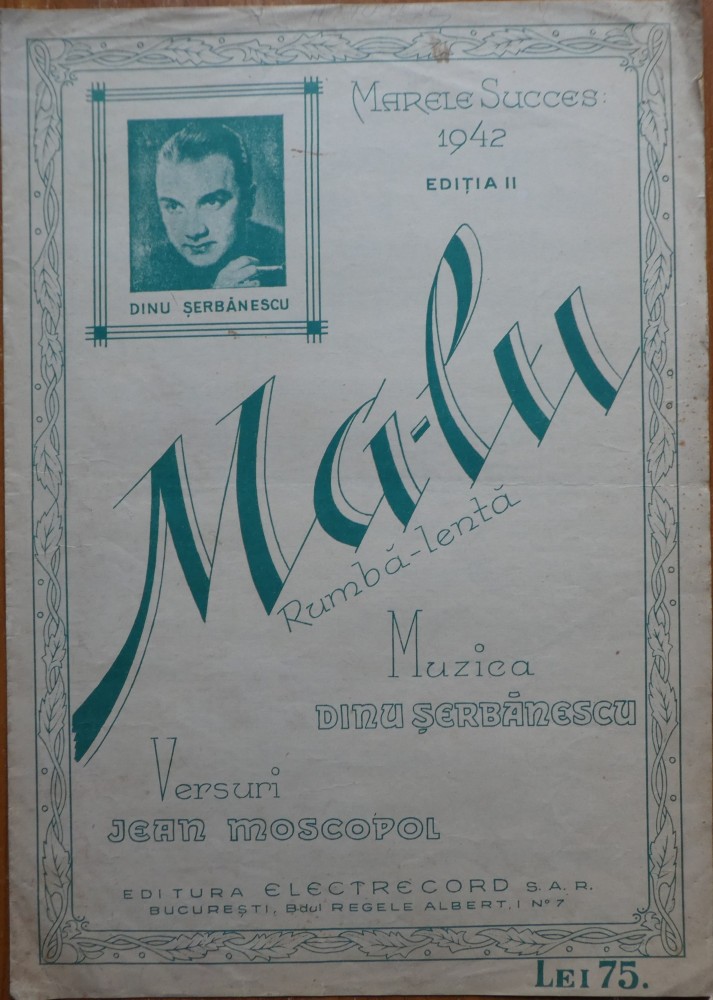 MARELE SUCCES:
1942
EDIȚIA II
DINU ȘERBĂNESCU
Ma-lu
Rumbă-lentă
Muzica
DINU ȘERBĂNESCU
Versuri
JEAN MOSCOPOL
EDITURA ELECTRECORD S.A.R.
BUCUREȘTI, Bdul REGELE ALBERT, I No 7
LEI 75.